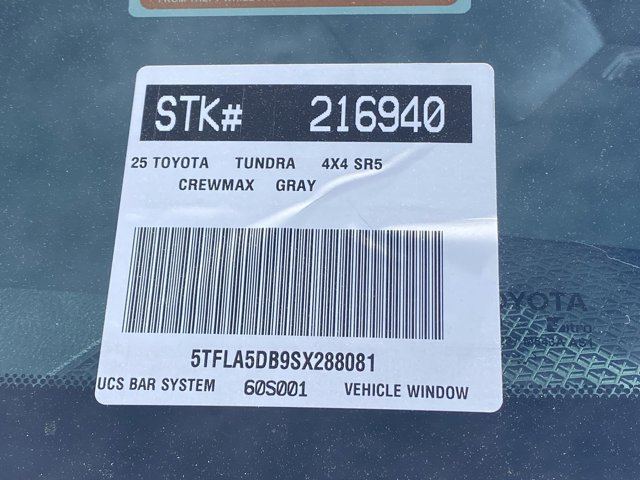 STK# 216940
25 TOYOTA TUNDRA 4X4 SR5
CREWMAX GRAY
5TFLA5DB9SX288081
UCS BAR SYSTEM 60S001 VEHICLE WINDOW
TOYOTA